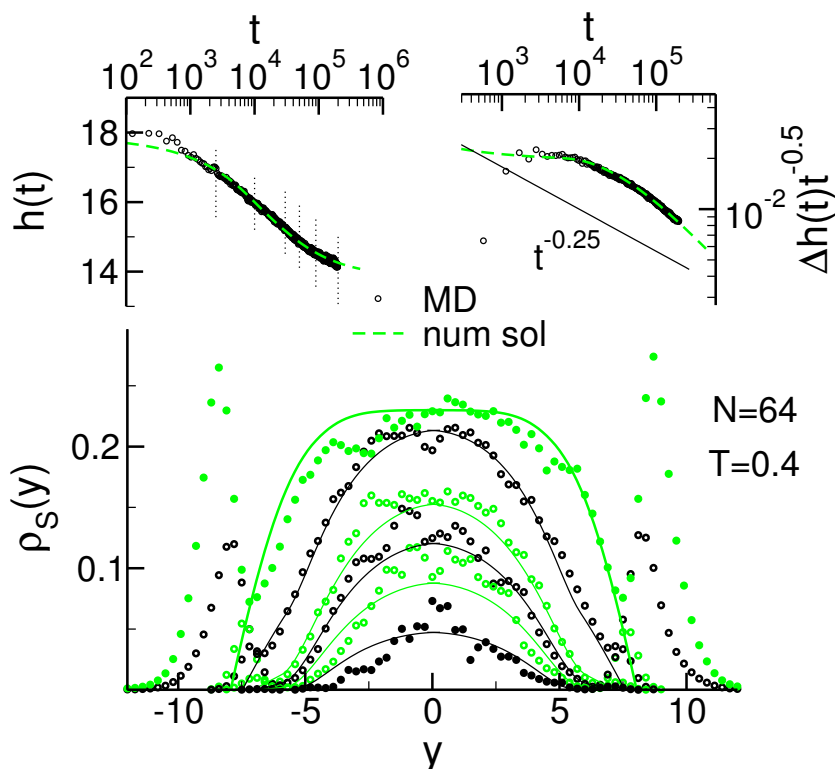 t
t
10^2 10^3 10^4 10^5 10^6
10^3 10^4 10^5
18
16
14
h(t)
10^-2
Δh(t)t^-0.5
t^-0.25
MD
num sol
N=64
T=0.4
0.2
0.1
ρ_S(y)
-10 -5 0 5 10
y